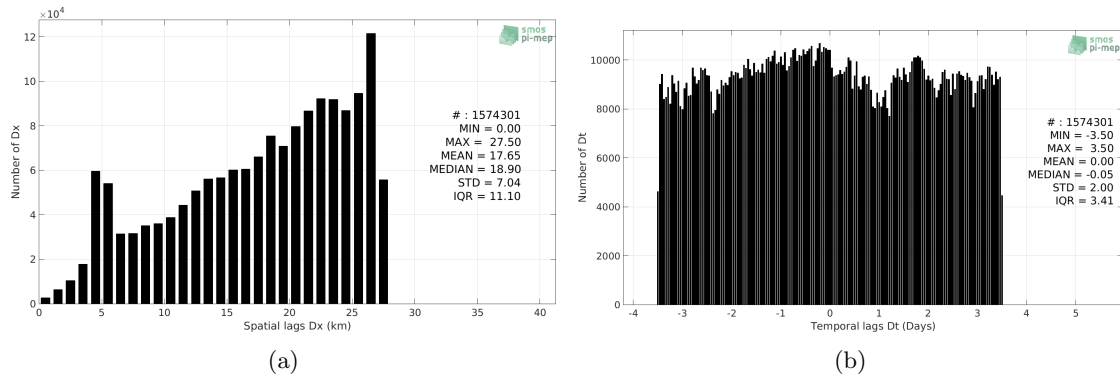 ×10⁴
12
10
8
6
4
2
0
0 5 10 15 20 25 30 35 40
Number of Dx
Spatial lags Dx (km)
smos
pi-mep
# : 1574301
MIN = 0.00
MAX = 27.50
MEAN = 17.65
MEDIAN = 18.90
STD = 7.04
IQR = 11.10
(a)
10000
8000
6000
4000
2000
0
-4 -3 -2 -1 0 1 2 3 4 5
Number of Dt
Temporal lags Dt (Days)
smos
pi-mep
# : 1574301
MIN = -3.50
MAX = 3.50
MEAN = 0.00
MEDIAN = -0.05
STD = 2.00
IQR = 3.41
(b)